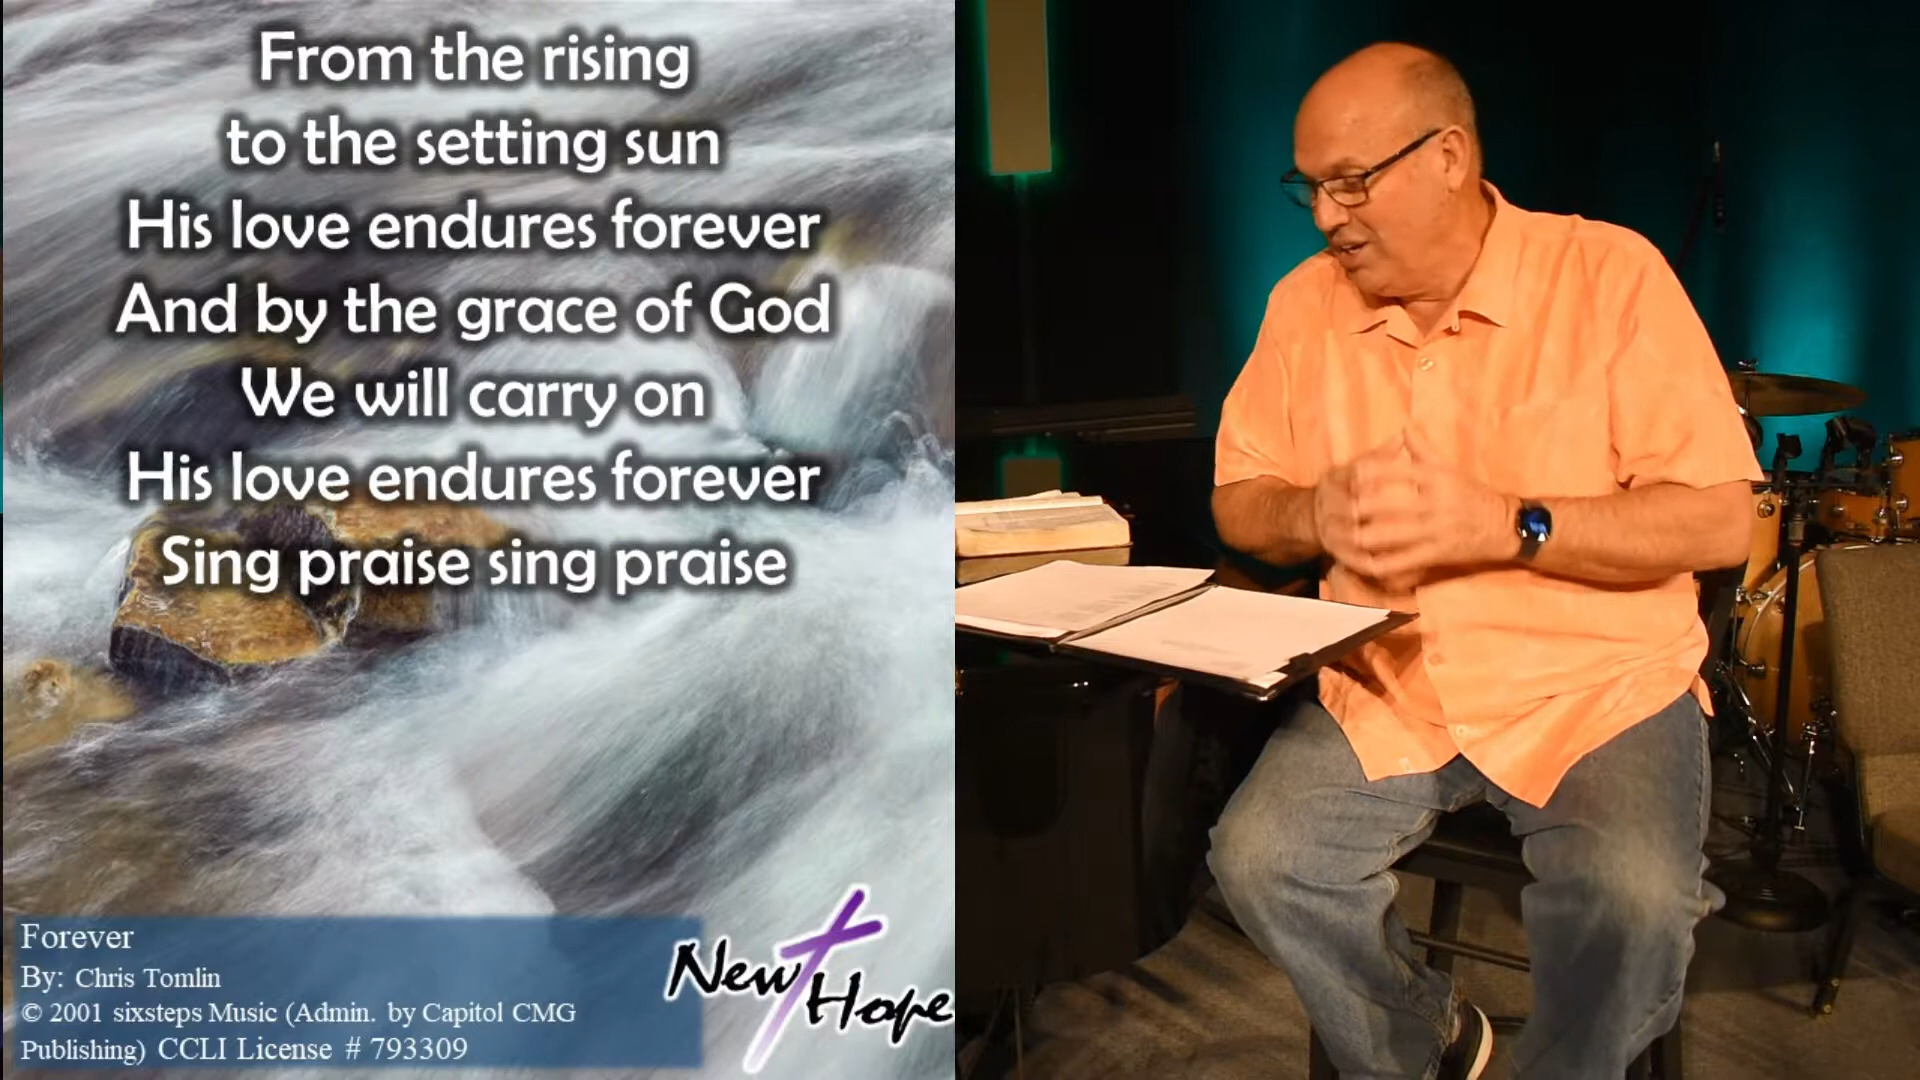 From the rising
to the setting sun
His love endures forever
And by the grace of God
We will carry on
His love endures forever
Sing praise sing praise
Forever
By: Chris Tomlin
© 2001 sixsteps Music (Admin. by Capitol CMG
Publishing) CCLI License # 793309
New Hope